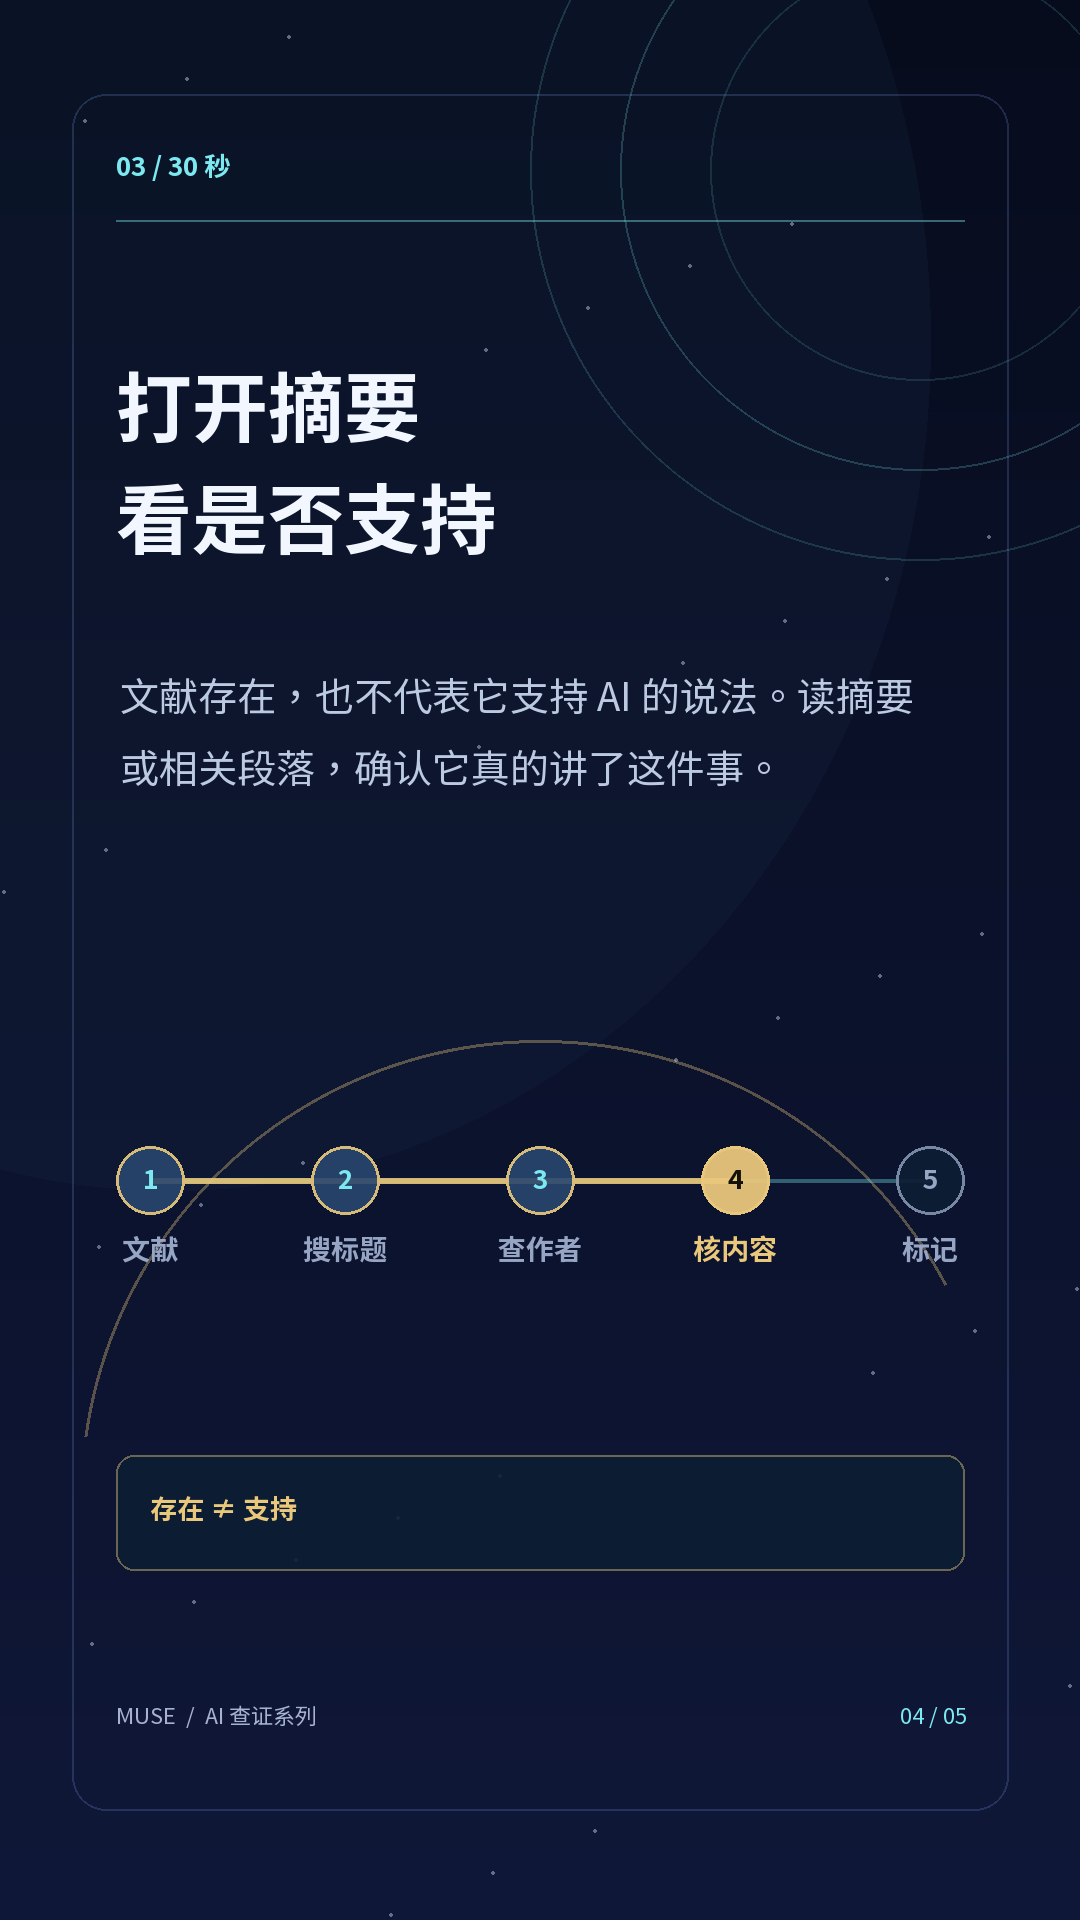 03 / 30 秒
打开摘要
看是否支持
文献存在，也不代表它支持 AI 的说法。读摘要
或相关段落，确认它真的讲了这件事。
1 2 3 4 5
文献 搜标题 查作者 核内容 标记
存在 ≠ 支持
MUSE / AI 查证系列 04 / 05